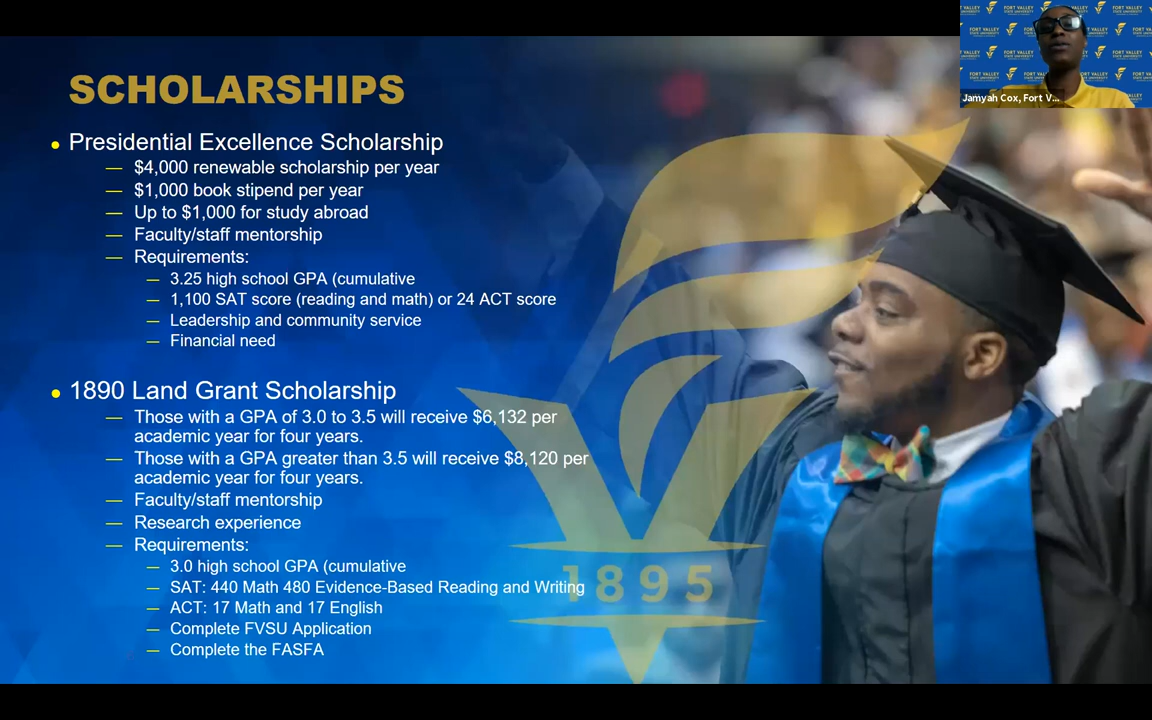 SCHOLARSHIPS
Presidential Excellence Scholarship
$4,000 renewable scholarship per year
$1,000 book stipend per year
Up to $1,000 for study abroad
Faculty/staff mentorship
Requirements:
3.25 high school GPA (cumulative
1,100 SAT score (reading and math) or 24 ACT score
Leadership and community service
Financial need
1890 Land Grant Scholarship
Those with a GPA of 3.0 to 3.5 will receive $6,132 per
academic year for four years.
Those with a GPA greater than 3.5 will receive $8,120 per
academic year for four years.
Faculty/staff mentorship
Research experience
Requirements:
3.0 high school GPA (cumulative
SAT: 440 Math 480 Evidence-Based Reading and Writing
ACT: 17 Math and 17 English
Complete FVSU Application
Complete the FASFA
1895
FORT VALLEY
STATE UNIVERSITY
Jamyah Cox, Fort V...